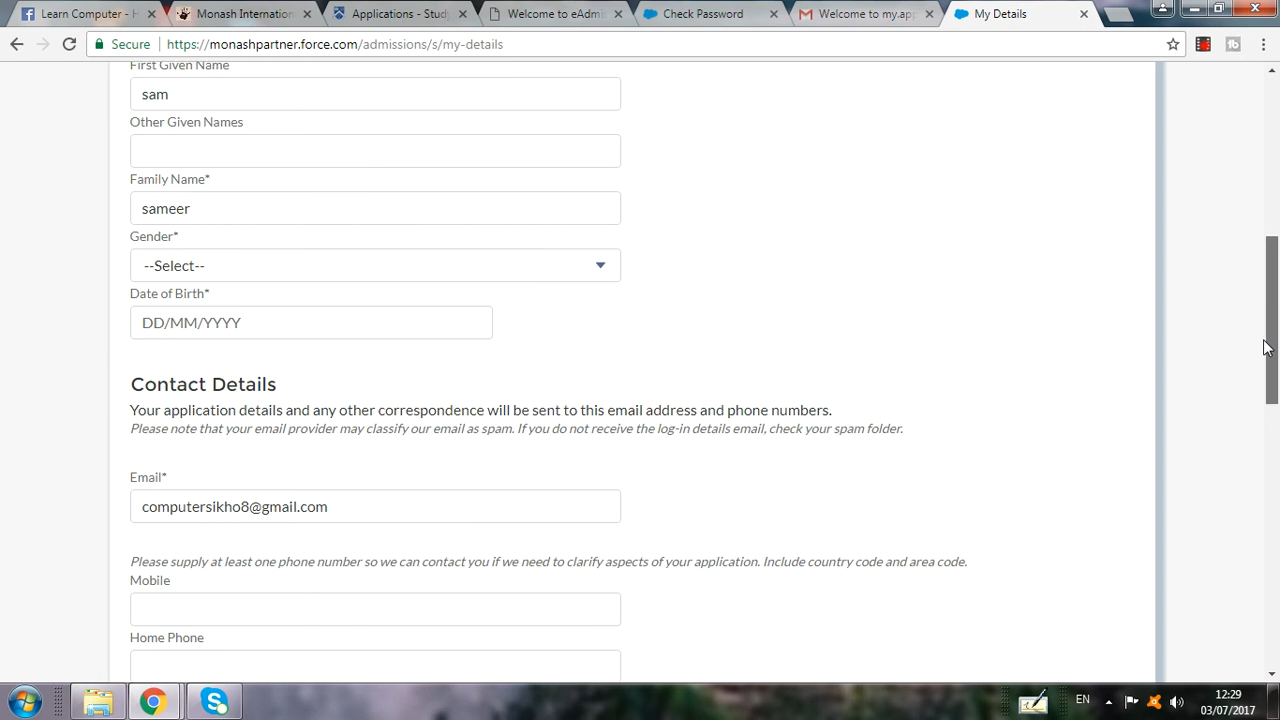 Learn Computer - H
Monash Internation
Applications - Stud
Welcome to eAdmis
Check Password
Welcome to my.app
My Details
Secure
https://monashpartner.force.com/admissions/s/my-details
First Given Name
sam
Other Given Names
Family Name*
sameer
Gender*
--Select--
Date of Birth*
DD/MM/YYYY
Contact Details
Your application details and any other correspondence will be sent to this email address and phone numbers.
Please note that your email provider may classify our email as spam. If you do not receive the log-in details email, check your spam folder.
Email*
computersikho8@gmail.com
Please supply at least one phone number so we can contact you if we need to clarify aspects of your application. Include country code and area code.
Mobile
Home Phone
EN
12:29
03/07/2017